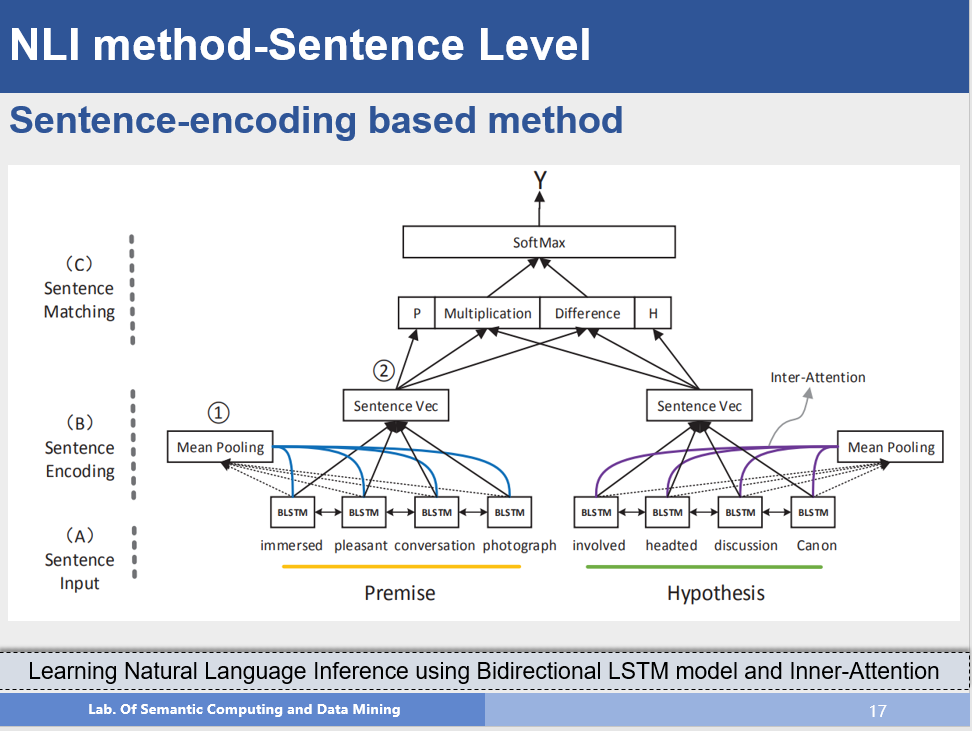 NLI method-Sentence Level
Sentence-encoding based method
Y
SoftMax
（C）
Sentence
Matching
P Multiplication Difference H
②
Inter-Attention
Sentence Vec Sentence Vec
①
（B）
Sentence
Encoding
Mean Pooling Mean Pooling
BLSTM BLSTM BLSTM BLSTM BLSTM BLSTM BLSTM BLSTM
（A）
Sentence
Input
immersed pleasant conversation photograph involved headted discussion Canon
Premise Hypothesis
Learning Natural Language Inference using Bidirectional LSTM model and Inner-Attention
Lab. Of Semantic Computing and Data Mining 17